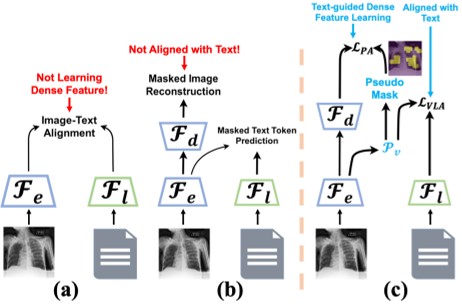 Not Learning
Dense Feature!
Image-Text
Alignment
ℱe
ℱl
(a)
Not Aligned with Text!
Masked Image
Reconstruction
ℱd
Masked Text Token
Prediction
ℱe
ℱl
(b)
Text-guided Dense
Feature Learning
Aligned with
Text
ℒPA
Pseudo
Mask
ℒVLA
ℱd
𝒫v
ℱe
ℱl
(c)